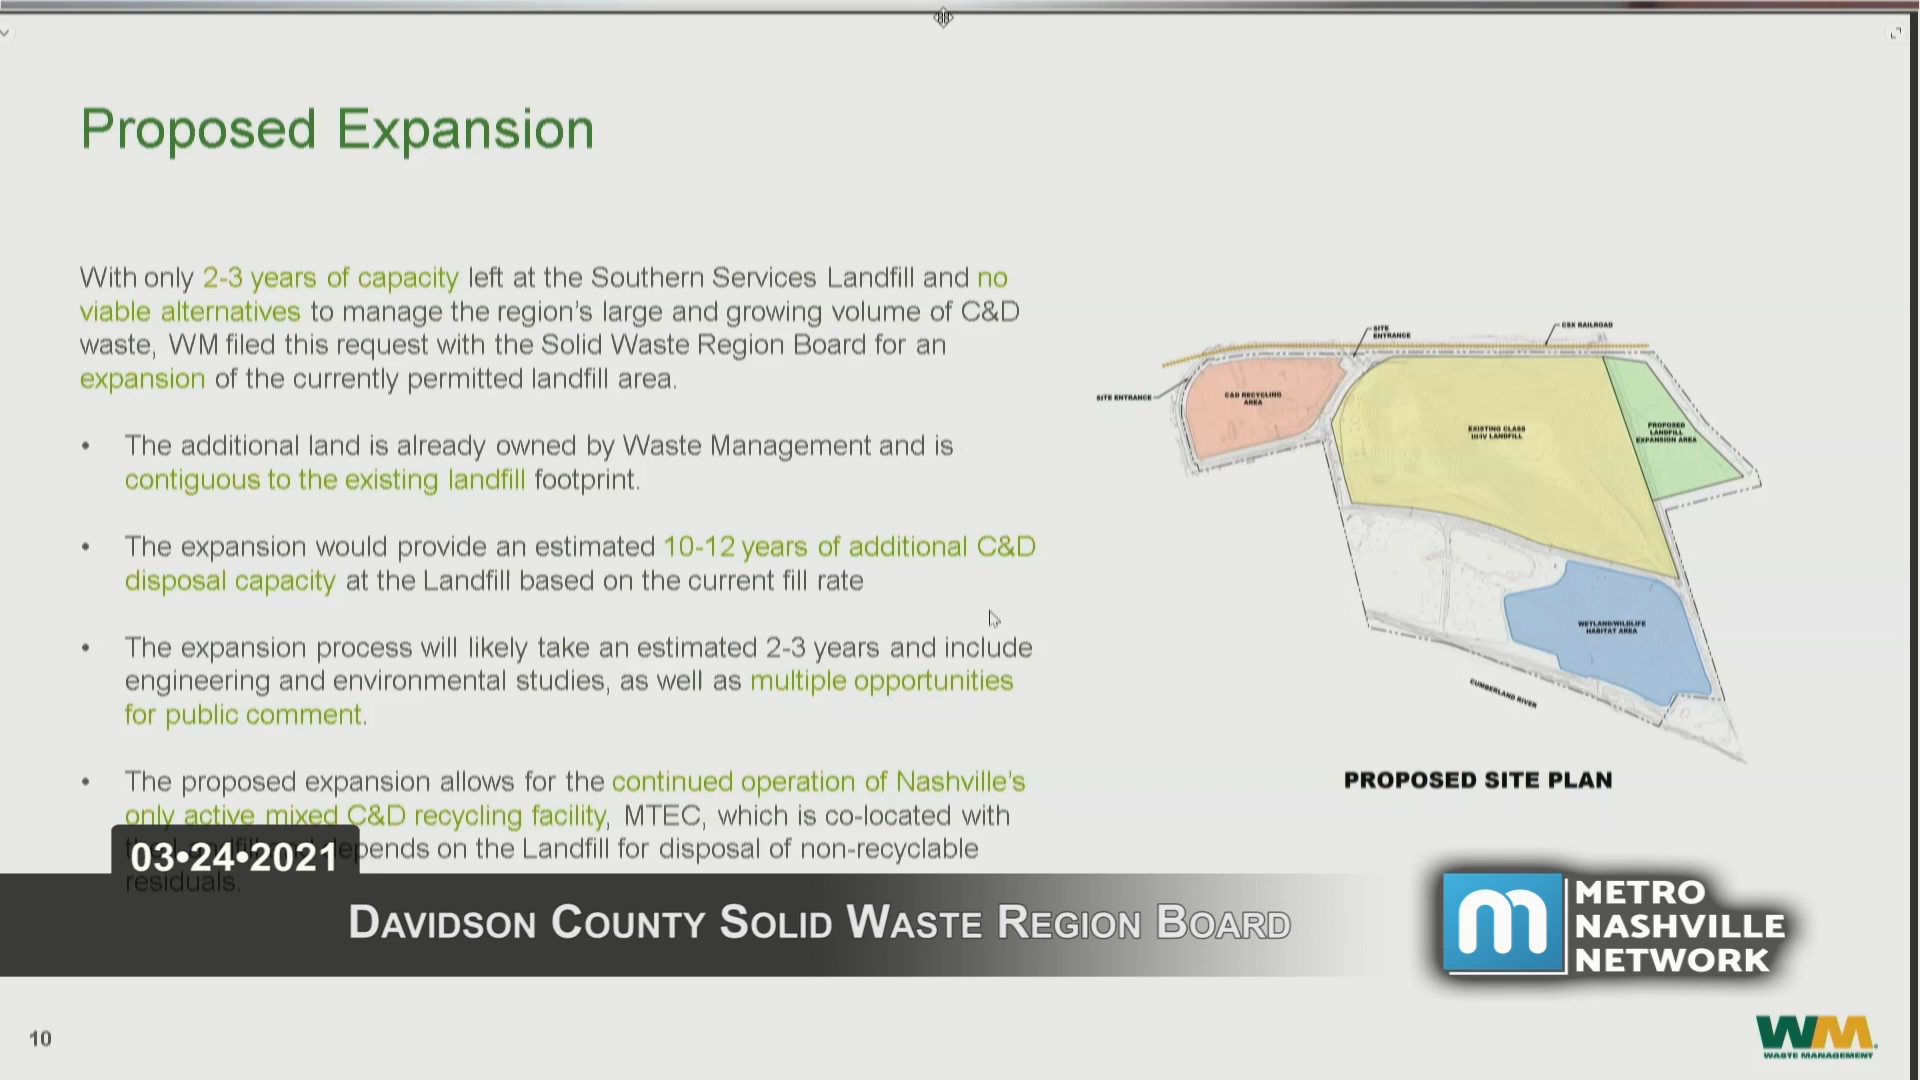 Proposed Expansion
With only 2-3 years of capacity left at the Southern Services Landfill and no
viable alternatives to manage the region's large and growing volume of C&D
waste, WM filed this request with the Solid Waste Region Board for an
expansion of the currently permitted landfill area.
• The additional land is already owned by Waste Management and is
contiguous to the existing landfill footprint.
• The expansion would provide an estimated 10-12 years of additional C&D
disposal capacity at the Landfill based on the current fill rate
• The expansion process will likely take an estimated 2-3 years and include
engineering and environmental studies, as well as multiple opportunities
for public comment.
• The proposed expansion allows for the continued operation of Nashville's
only active mixed C&D recycling facility, MTEC, which is co-located with
on the Landfill for disposal of non-recyclable
residuals.
SITE
ENTRANCE
CSX RAILROAD
SITE ENTRANCE
C&D RECYCLING
AREA
EXISTING CLASS
III/IV LANDFILL
PROPOSED
LANDFILL
EXPANSION AREA
WETLAND/WILDLIFE
HABITAT AREA
CUMBERLAND RIVER
PROPOSED SITE PLAN
03•24•2021
DAVIDSON COUNTY SOLID WASTE REGION BOARD
m
METRO
NASHVILLE
NETWORK
10
WM
WASTE MANAGEMENT